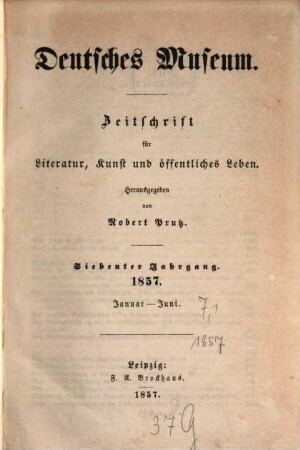 Deutsches Museum.
Zeitschrift
für
Literatur, Kunst und öffentliches Leben.
Herausgegeben
von
Robert Prutz.
Siebenter Jahrgang.
1857.
Januar—Juni.
7,1
1857
Leipzig:
F. A. Brockhaus.
1857.
37 G